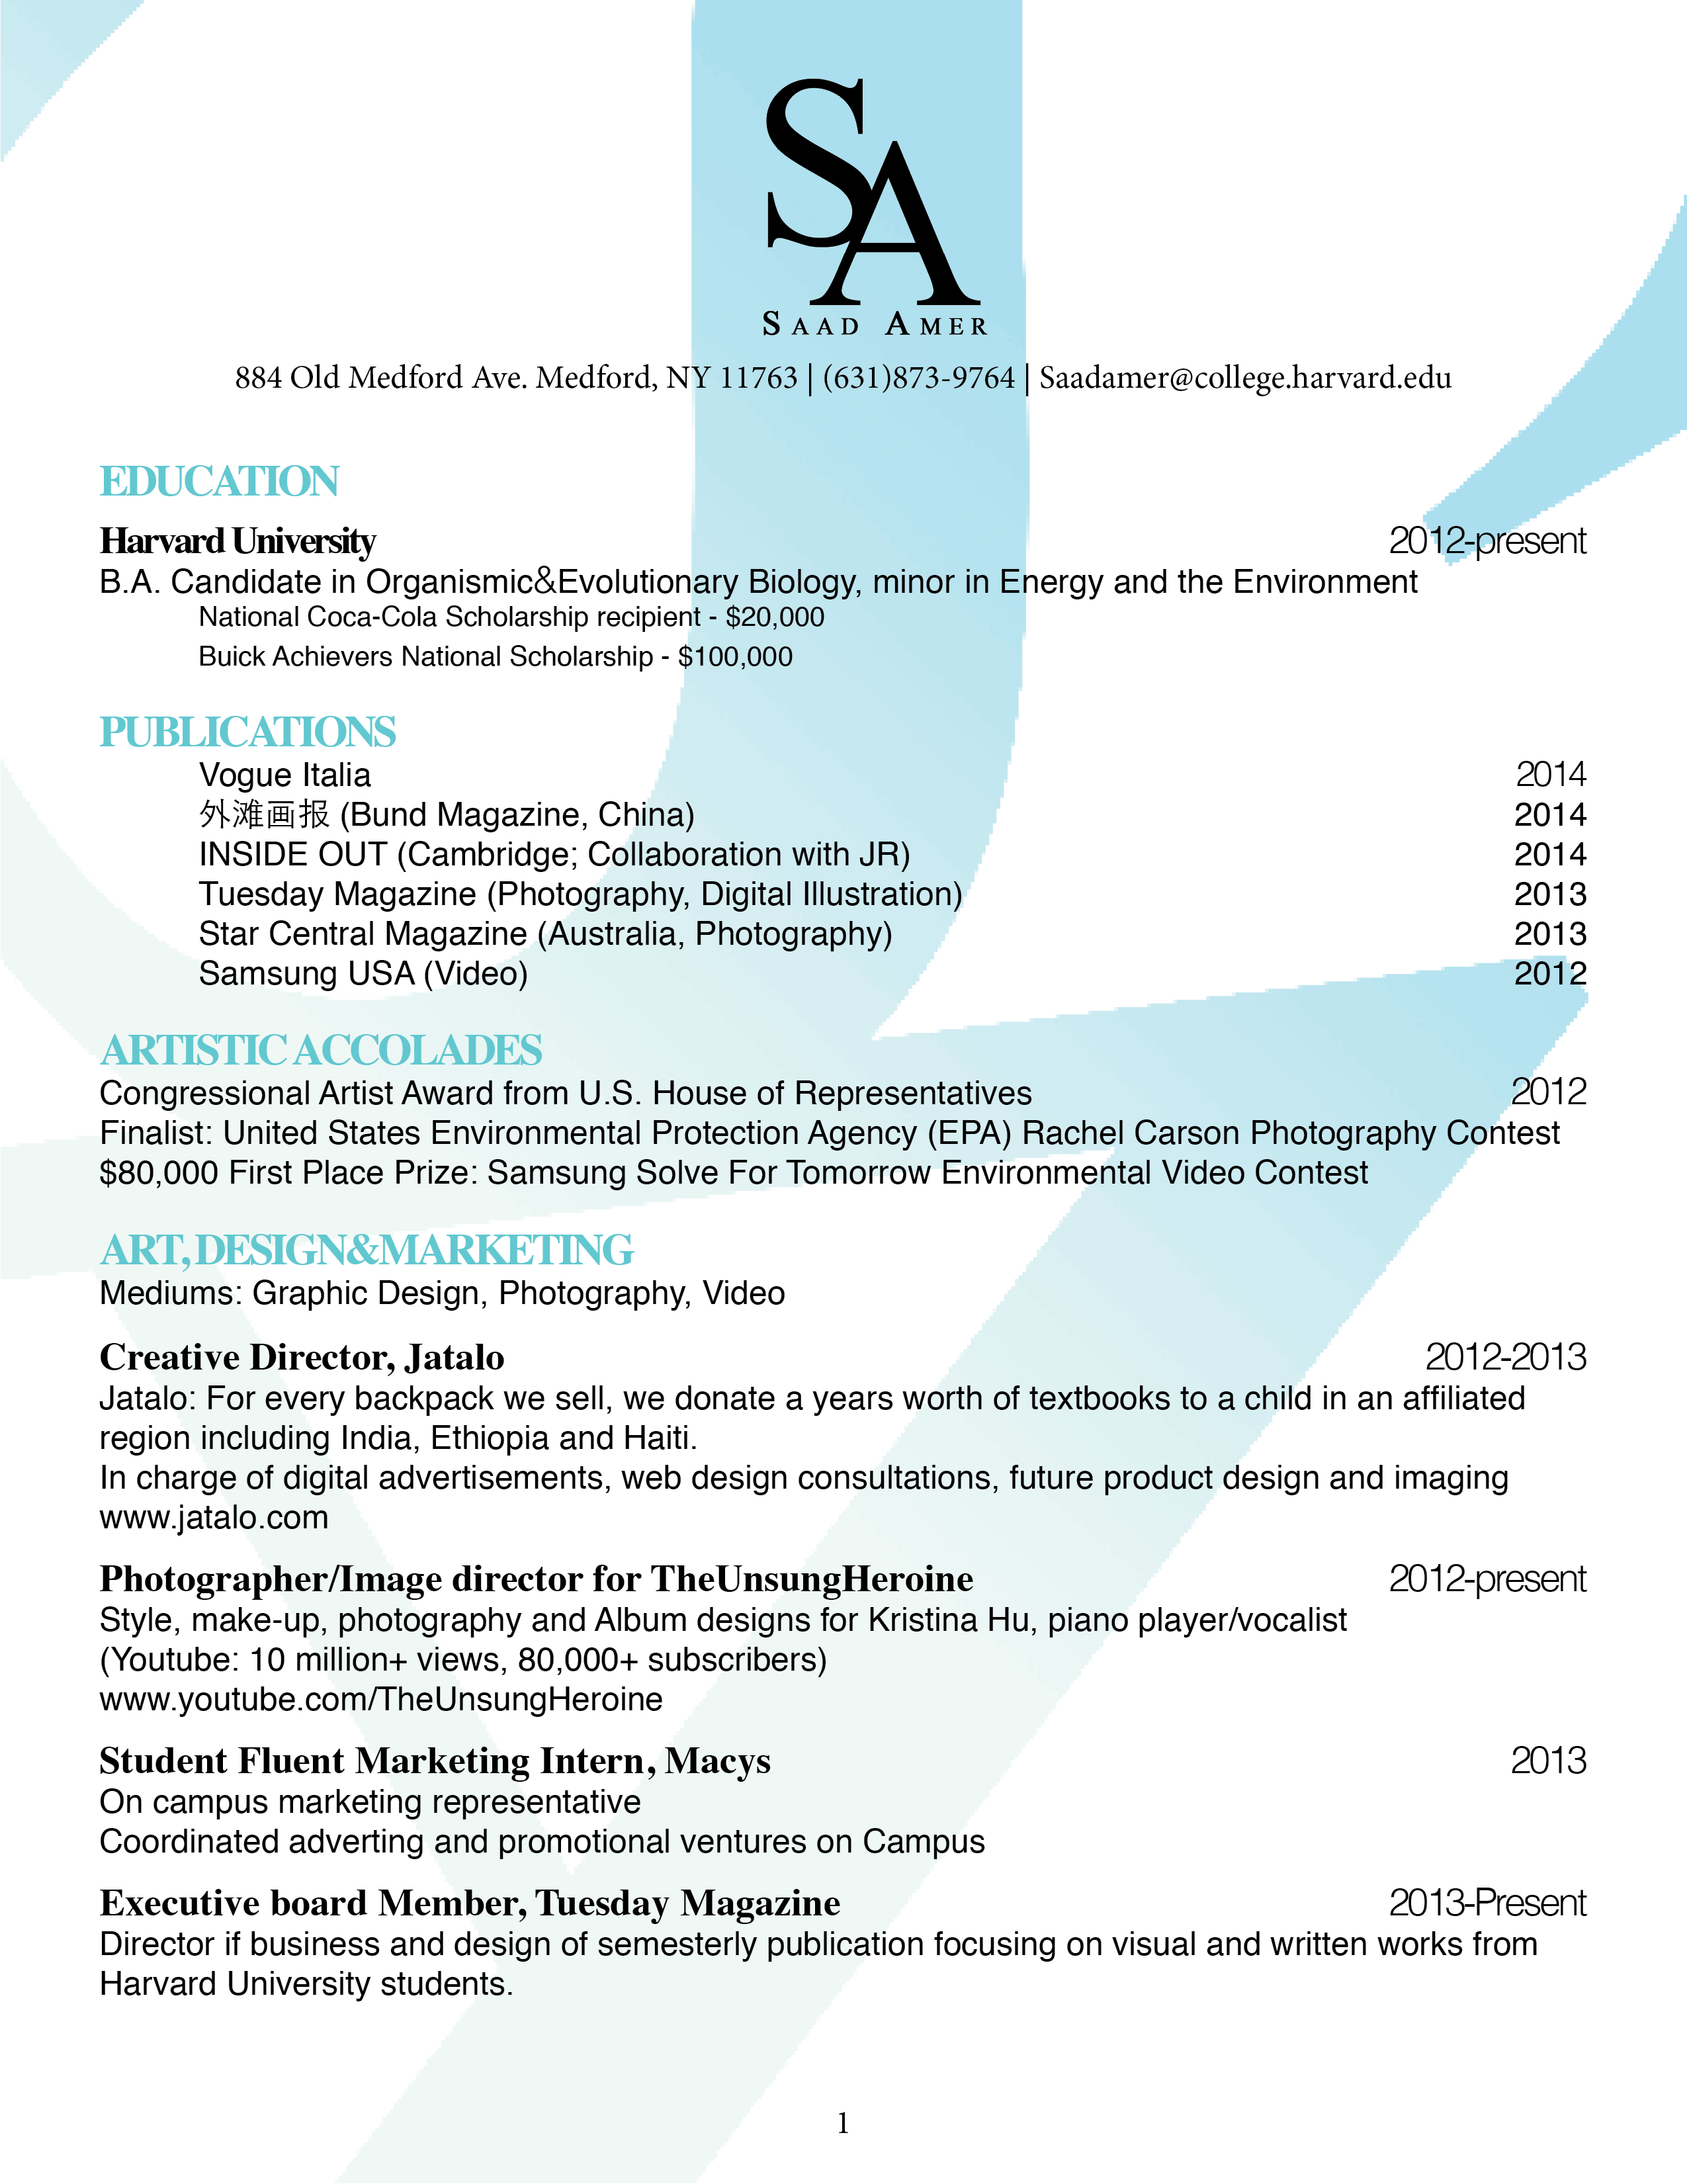 SA
SAAD AMER
884 Old Medford Ave. Medford, NY 11763 | (631)873-9764 | Saadamer@college.harvard.edu
EDUCATION
Harvard University 2012-present
B.A. Candidate in Organismic&Evolutionary Biology, minor in Energy and the Environment
National Coca-Cola Scholarship recipient - $20,000
Buick Achievers National Scholarship - $100,000
PUBLICATIONS
Vogue Italia 2014
外滩画报 (Bund Magazine, China) 2014
INSIDE OUT (Cambridge; Collaboration with JR) 2014
Tuesday Magazine (Photography, Digital Illustration) 2013
Star Central Magazine (Australia, Photography) 2013
Samsung USA (Video) 2012
ARTISTIC ACCOLADES
Congressional Artist Award from U.S. House of Representatives 2012
Finalist: United States Environmental Protection Agency (EPA) Rachel Carson Photography Contest
$80,000 First Place Prize: Samsung Solve For Tomorrow Environmental Video Contest
ART, DESIGN&MARKETING
Mediums: Graphic Design, Photography, Video
Creative Director, Jatalo 2012-2013
Jatalo: For every backpack we sell, we donate a years worth of textbooks to a child in an affiliated
region including India, Ethiopia and Haiti.
In charge of digital advertisements, web design consultations, future product design and imaging
www.jatalo.com
Photographer/Image director for TheUnsungHeroine 2012-present
Style, make-up, photography and Album designs for Kristina Hu, piano player/vocalist
(Youtube: 10 million+ views, 80,000+ subscribers)
www.youtube.com/TheUnsungHeroine
Student Fluent Marketing Intern, Macys 2013
On campus marketing representative
Coordinated adverting and promotional ventures on Campus
Executive board Member, Tuesday Magazine 2013-Present
Director if business and design of semesterly publication focusing on visual and written works from
Harvard University students.
1